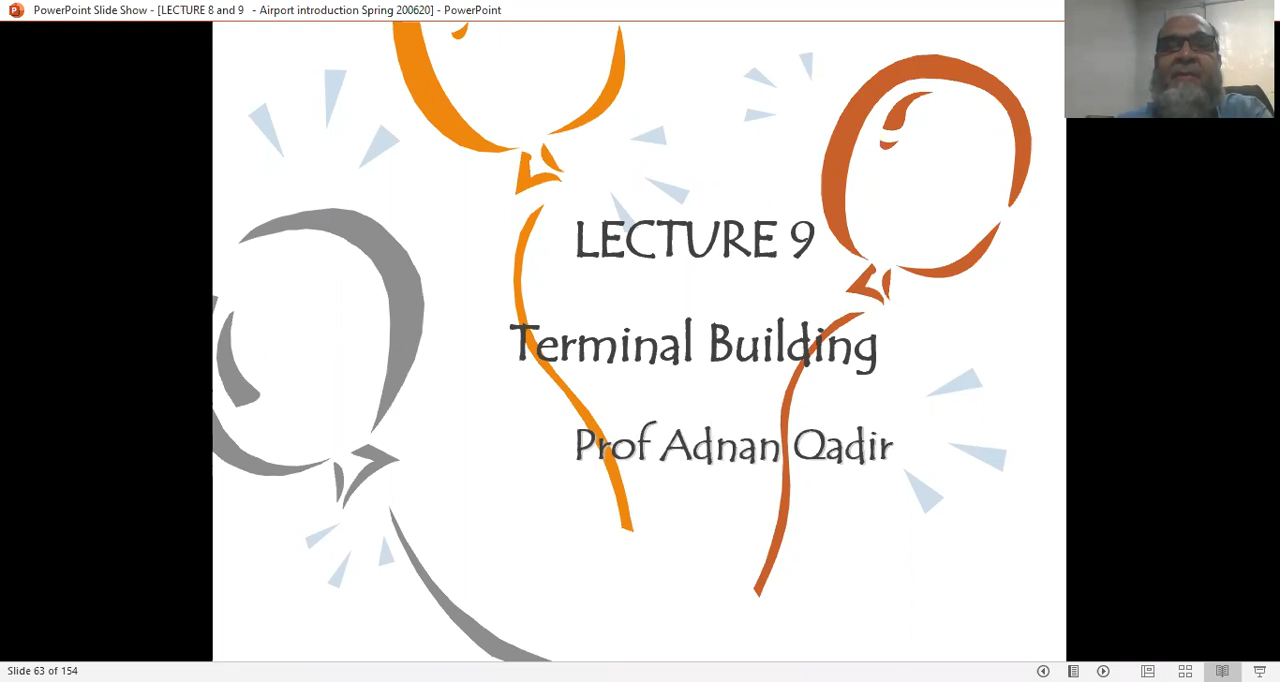 PowerPoint Slide Show - [LECTURE 8 and 9 - Airport introduction Spring 200620] - PowerPoint
LECTURE 9
Terminal Building
Prof Adnan Qadir
Slide 63 of 154